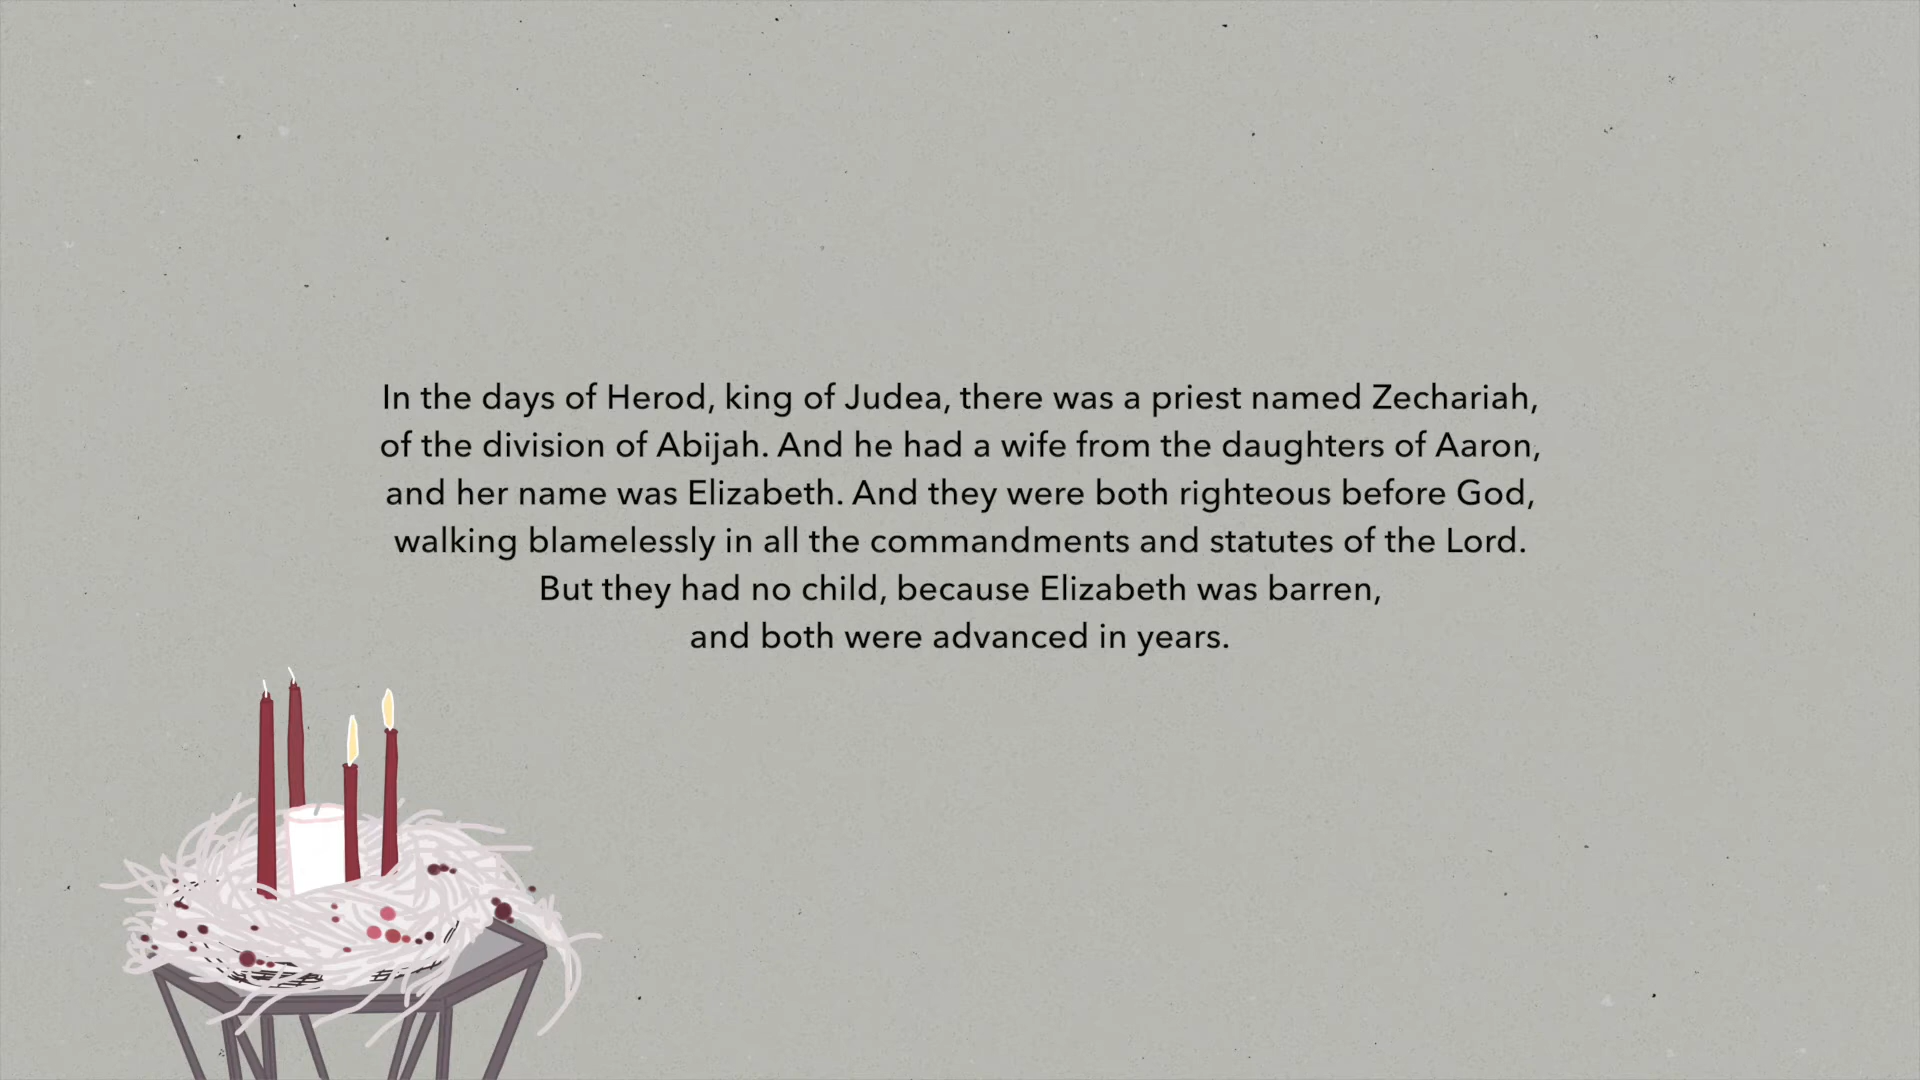 In the days of Herod, king of Judea, there was a priest named Zechariah,
of the division of Abijah. And he had a wife from the daughters of Aaron,
and her name was Elizabeth. And they were both righteous before God,
walking blamelessly in all the commandments and statutes of the Lord.
But they had no child, because Elizabeth was barren,
and both were advanced in years.